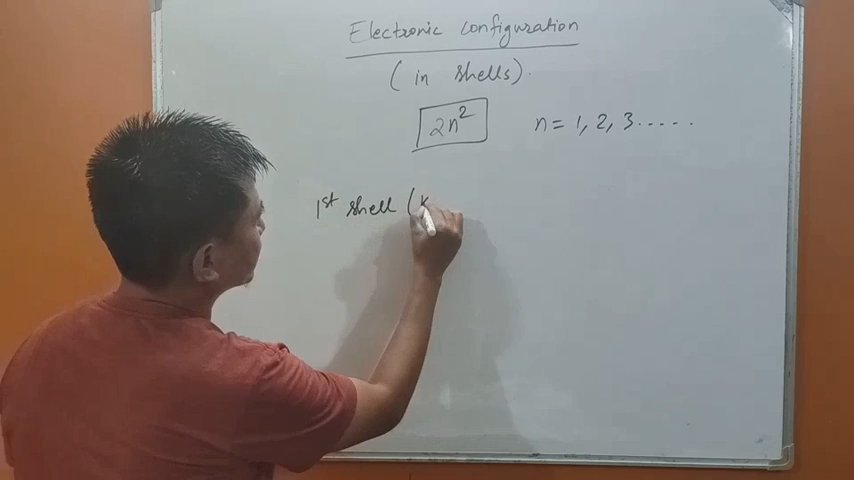 Electronic configuration
(in shells).
2n² n = 1, 2, 3.....
1st shell (K